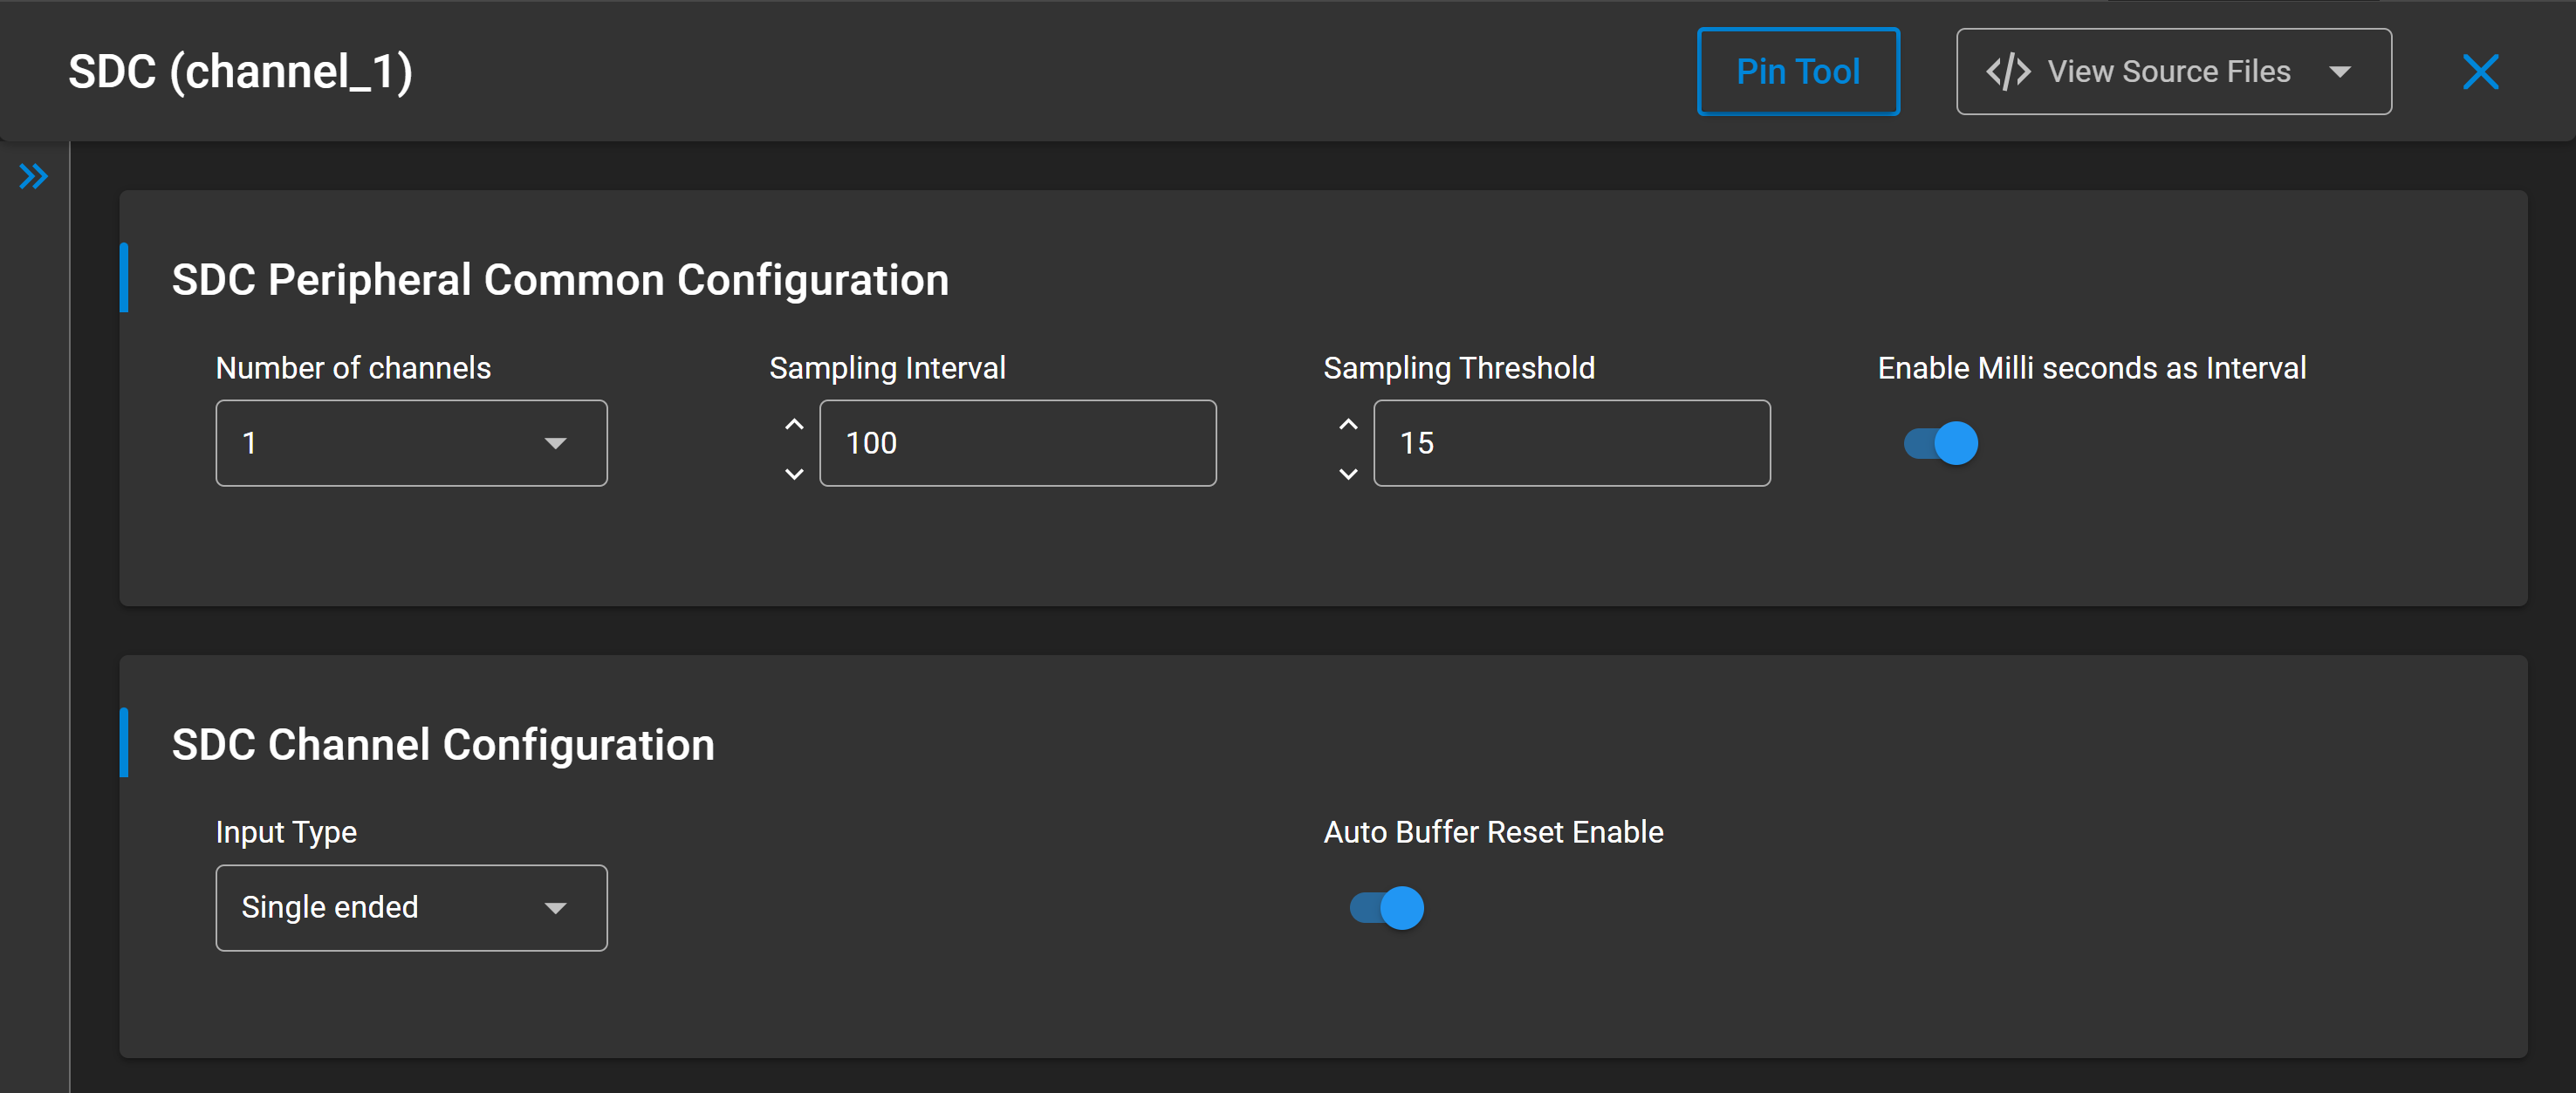 SDC (channel_1)
Pin Tool
</> View Source Files
SDC Peripheral Common Configuration
Number of channels
1
Sampling Interval
100
Sampling Threshold
15
Enable Milli seconds as Interval
SDC Channel Configuration
Input Type
Single ended
Auto Buffer Reset Enable